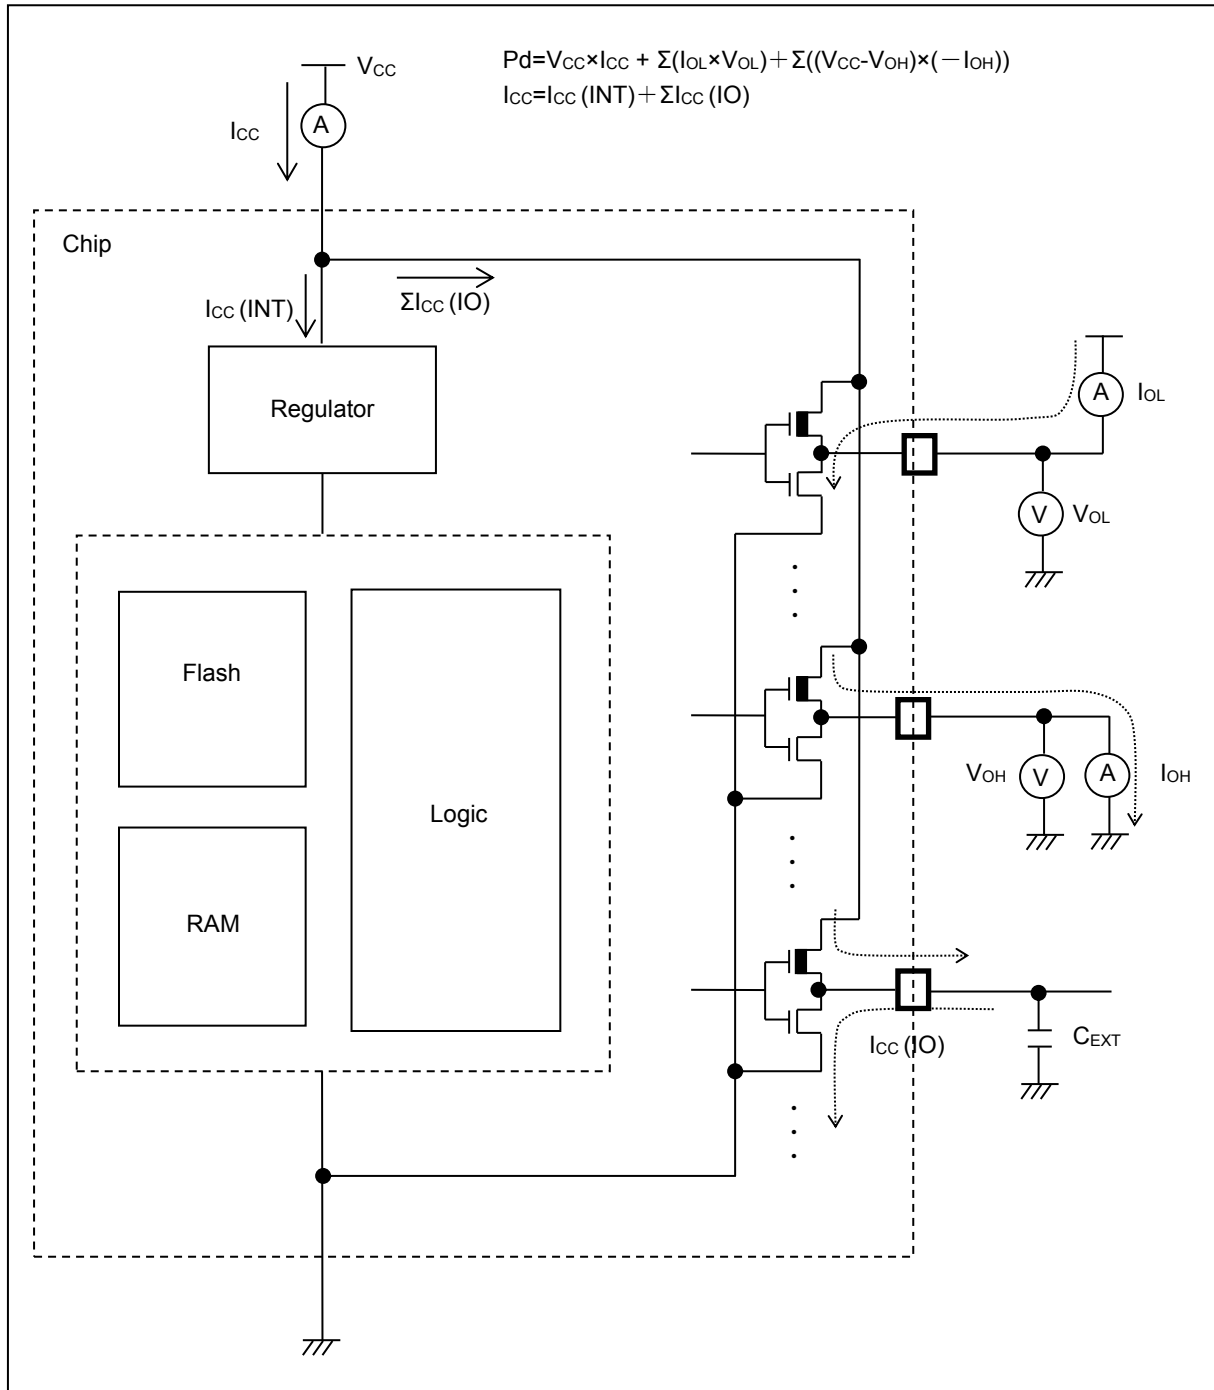 Pd=VCC×ICC + Σ(IOL×VOL)＋Σ((VCC-VOH)×(－IOH))
ICC=ICC (INT)＋ΣICC (IO)
VCC
A
ICC
Chip
ICC (INT)
ΣICC (IO)
Regulator
A
IOL
V
VOL
Flash
Logic
RAM
VOH
V
A
IOH
ICC (IO)
CEXT